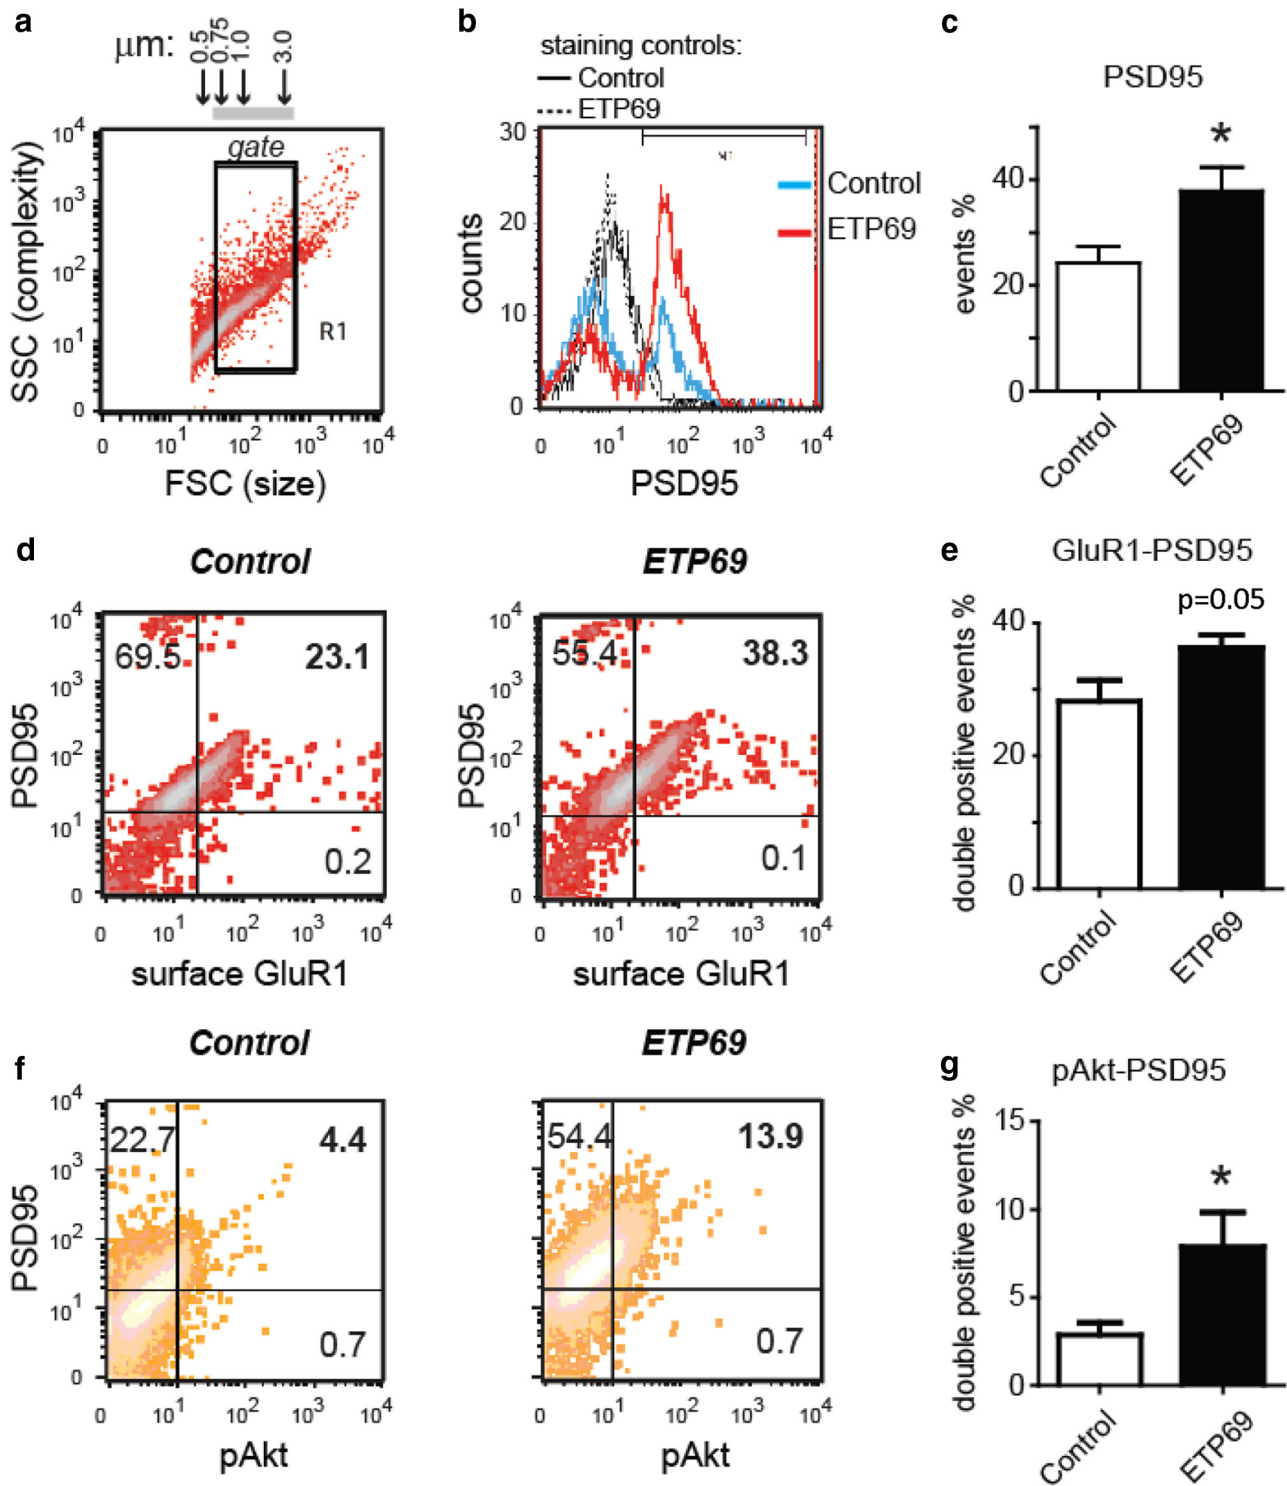 a
μm:
0.5
0.75
1.0
3.0
gate
R1
SSC (complexity)
10⁴
10³
10²
10¹
0
0 10¹ 10² 10³ 10⁴
FSC (size)
b
staining controls:
Control
ETP69
30
20
10
0
counts
M1
Control
ETP69
0 10¹ 10² 10³ 10⁴
PSD95
c
PSD95
*
events %
40
20
0
Control
ETP69
d
Control
PSD95
10⁴
10³
10²
10¹
0
69.5
23.1
0.2
0 10¹ 10² 10³ 10⁴
surface GluR1
ETP69
PSD95
10⁴
10³
10²
10¹
0
55.4
38.3
0.1
0 10¹ 10² 10³ 10⁴
surface GluR1
e
GluR1-PSD95
p=0.05
double positive events %
40
20
0
Control
ETP69
f
Control
PSD95
10⁴
10³
10²
10¹
0
22.7
4.4
0.7
0 10¹ 10² 10³ 10⁴
pAkt
ETP69
54.4
13.9
0.7
0 10¹ 10² 10³ 10⁴
pAkt
g
pAkt-PSD95
*
double positive events %
15
10
5
0
Control
ETP69